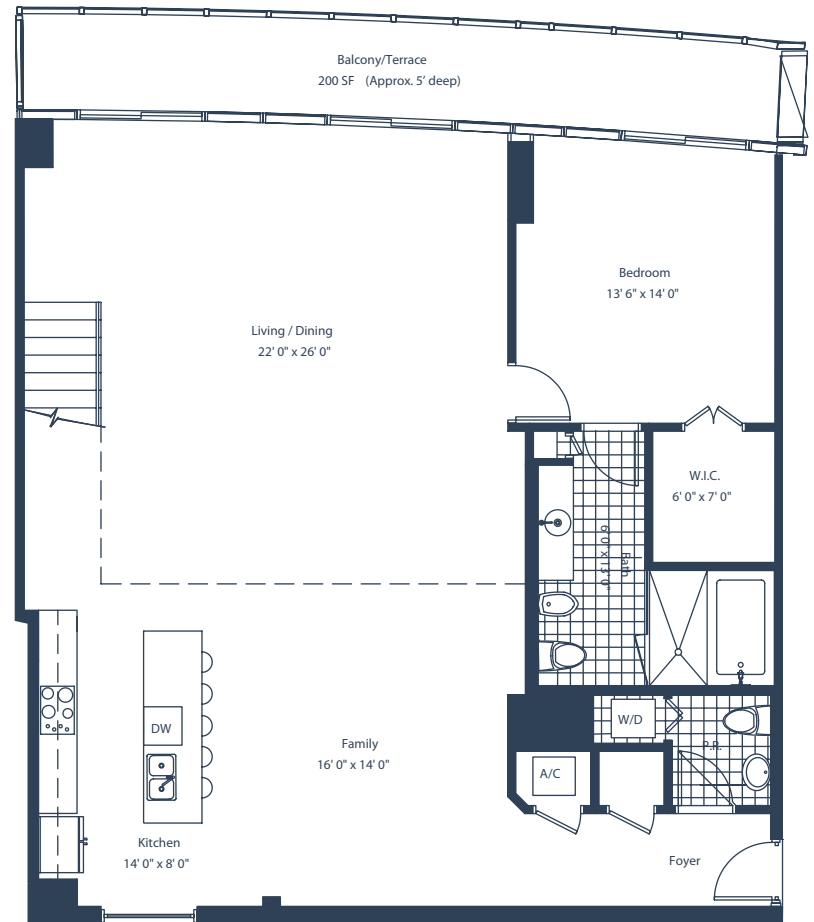 Balcony/Terrace
200 SF (Approx. 5' deep)
Bedroom
13' 6" x 14' 0"
Living / Dining
22' 0" x 26' 0"
W.I.C.
6' 0" x 7' 0"
Bath
6' 0" x 13' 0"
DW
W/D
P.R.
Family
16' 0" x 14' 0"
A/C
Kitchen
14' 0" x 8' 0"
Foyer